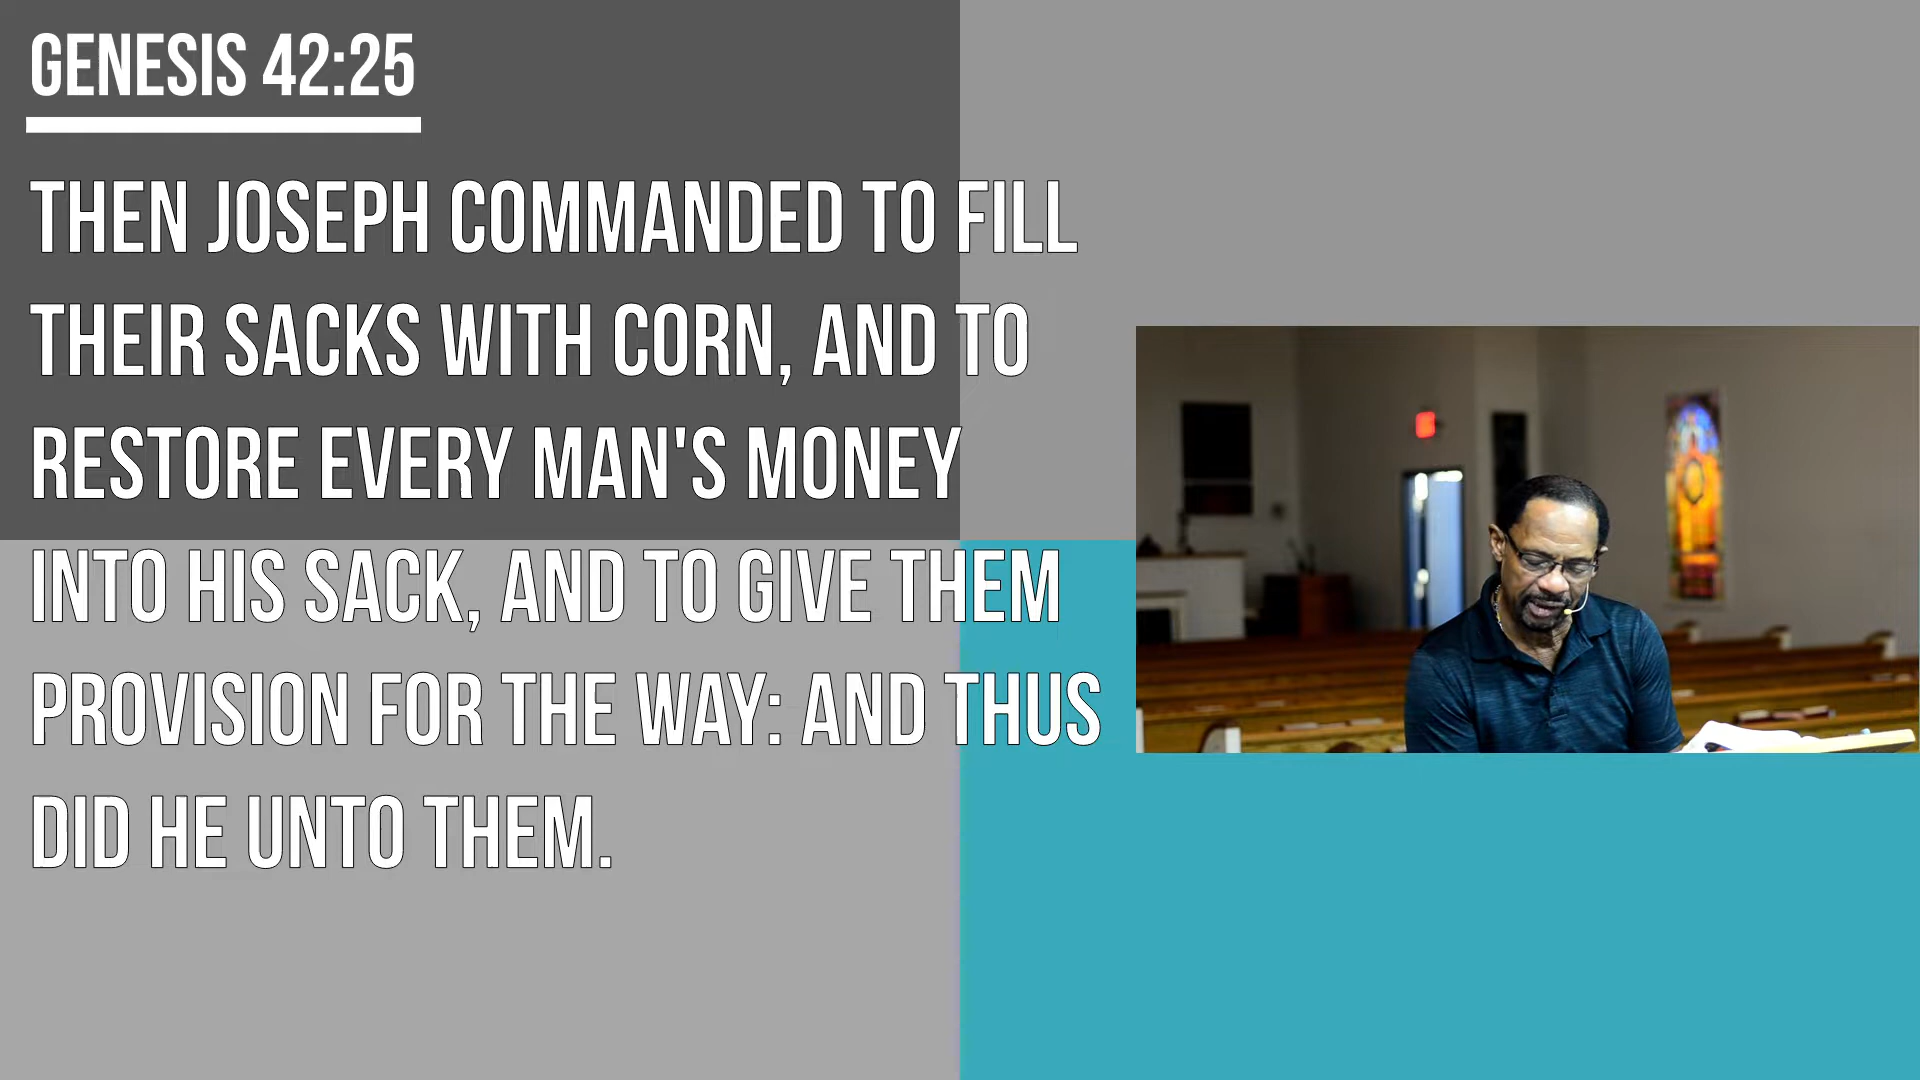 GENESIS 42:25
THEN JOSEPH COMMANDED TO FILL
THEIR SACKS WITH CORN, AND TO
RESTORE EVERY MAN'S MONEY
INTO HIS SACK, AND TO GIVE THEM
PROVISION FOR THE WAY: AND THUS
DID HE UNTO THEM.